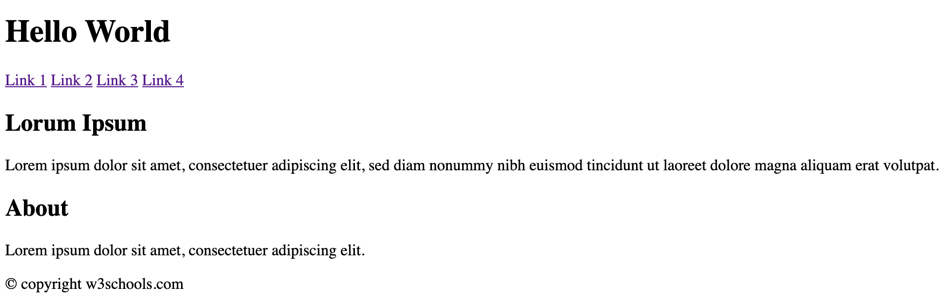 Hello World
Link 1 Link 2 Link 3 Link 4
Lorum Ipsum
Lorem ipsum dolor sit amet, consectetuer adipiscing elit, sed diam nonummy nibh euismod tincidunt ut laoreet dolore magna aliquam erat volutpat.
About
Lorem ipsum dolor sit amet, consectetuer adipiscing elit.
© copyright w3schools.com